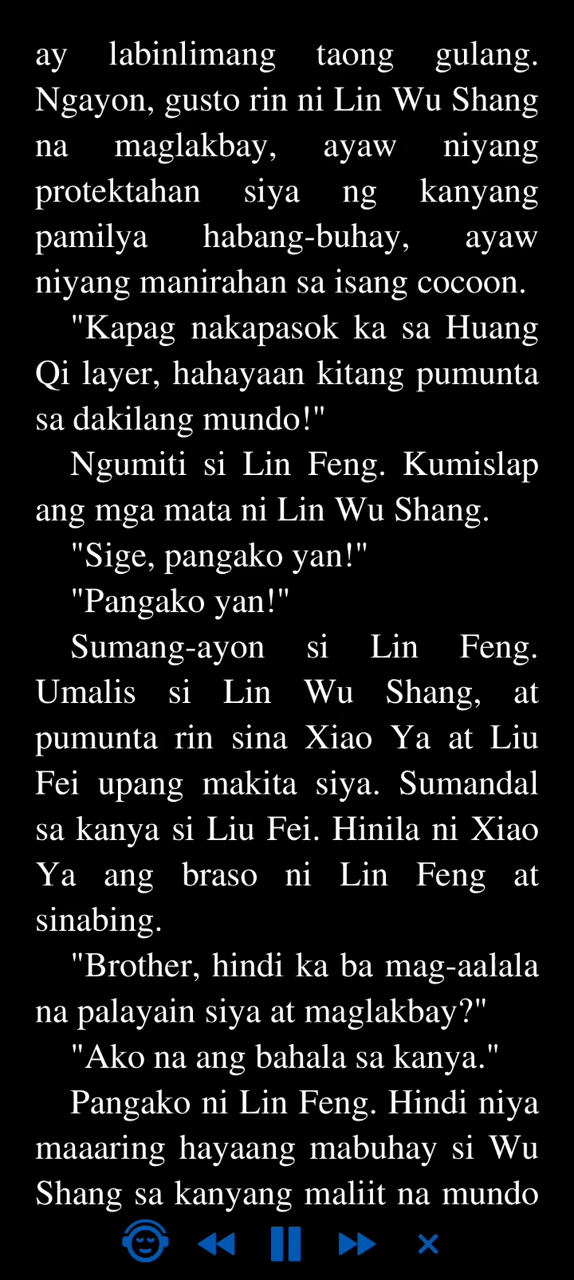 ay labinlimang taong gulang.
Ngayon, gusto rin ni Lin Wu Shang
na maglakbay, ayaw niyang
protektahan siya ng kanyang
pamilya habang-buhay, ayaw
niyang manirahan sa isang cocoon.
"Kapag nakapasok ka sa Huang
Qi layer, hahayaan kitang pumunta
sa dakilang mundo!"
Ngumiti si Lin Feng. Kumislap
ang mga mata ni Lin Wu Shang.
"Sige, pangako yan!"
"Pangako yan!"
Sumang-ayon si Lin Feng.
Umalis si Lin Wu Shang, at
pumunta rin sina Xiao Ya at Liu
Fei upang makita siya. Sumandal
sa kanya si Liu Fei. Hinila ni Xiao
Ya ang braso ni Lin Feng at
sinabing.
"Brother, hindi ka ba mag-aalala
na palayain siya at maglakbay?"
"Ako na ang bahala sa kanya."
Pangako ni Lin Feng. Hindi niya
maaaring hayaang mabuhay si Wu
Shang sa kanyang maliit na mundo